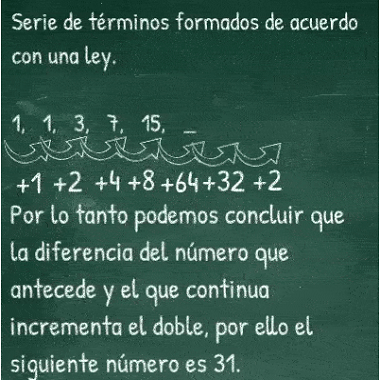 Serie de términos formados de acuerdo
con una ley.
1, 1, 3, 7, 15, _
+1 +2 +4 +8 +64 +32 +2
Por lo tanto podemos concluir que
la diferencia del número que
antecede y el que continua
incrementa el doble, por ello el
siguiente número es 31.